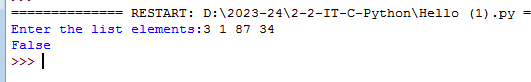 ============== RESTART: D:\2023-24\2-2-IT-C-Python\Hello (1).py =
Enter the list elements:3 1 87 34
False
>>>